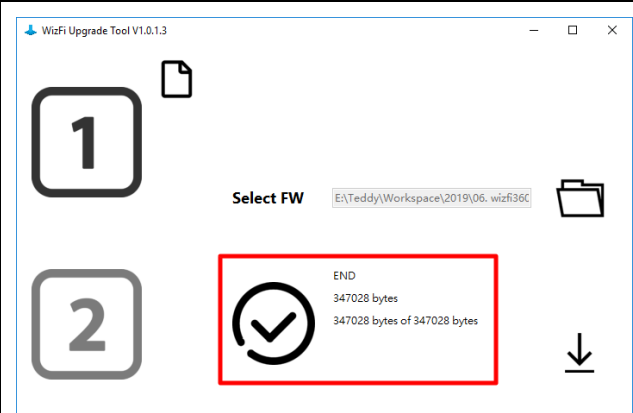 WizFi Upgrade Tool V1.0.1.3
1
Select FW
E:\Teddy\Workspace\2019\06. wizfi360
2
END
347028 bytes
347028 bytes of 347028 bytes